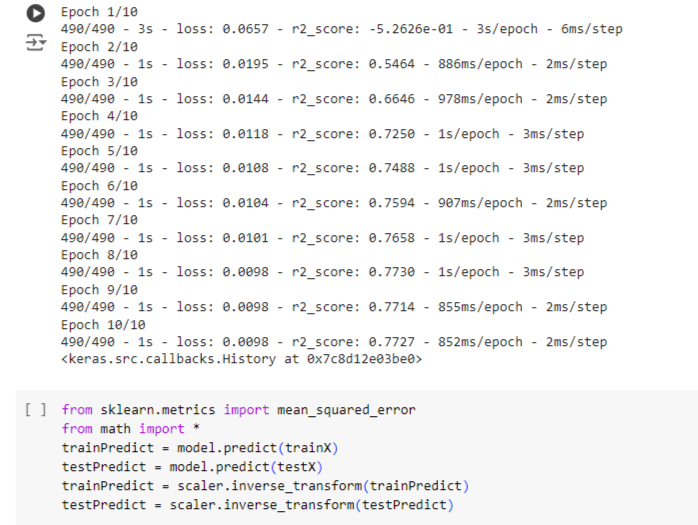 Epoch 1/10
490/490 - 3s - loss: 0.0657 - r2_score: -5.2626e-01 - 3s/epoch - 6ms/step
Epoch 2/10
490/490 - 1s - loss: 0.0195 - r2_score: 0.5464 - 886ms/epoch - 2ms/step
Epoch 3/10
490/490 - 1s - loss: 0.0144 - r2_score: 0.6646 - 978ms/epoch - 2ms/step
Epoch 4/10
490/490 - 1s - loss: 0.0118 - r2_score: 0.7250 - 1s/epoch - 3ms/step
Epoch 5/10
490/490 - 1s - loss: 0.0108 - r2_score: 0.7488 - 1s/epoch - 3ms/step
Epoch 6/10
490/490 - 1s - loss: 0.0104 - r2_score: 0.7594 - 907ms/epoch - 2ms/step
Epoch 7/10
490/490 - 1s - loss: 0.0101 - r2_score: 0.7658 - 1s/epoch - 3ms/step
Epoch 8/10
490/490 - 1s - loss: 0.0098 - r2_score: 0.7730 - 1s/epoch - 3ms/step
Epoch 9/10
490/490 - 1s - loss: 0.0098 - r2_score: 0.7714 - 855ms/epoch - 2ms/step
Epoch 10/10
490/490 - 1s - loss: 0.0098 - r2_score: 0.7727 - 852ms/epoch - 2ms/step
<keras.src.callbacks.History at 0x7c8d12e03be0>
[ ] from sklearn.metrics import mean_squared_error
from math import *
trainPredict = model.predict(trainX)
testPredict = model.predict(testX)
trainPredict = scaler.inverse_transform(trainPredict)
testPredict = scaler.inverse_transform(testPredict)